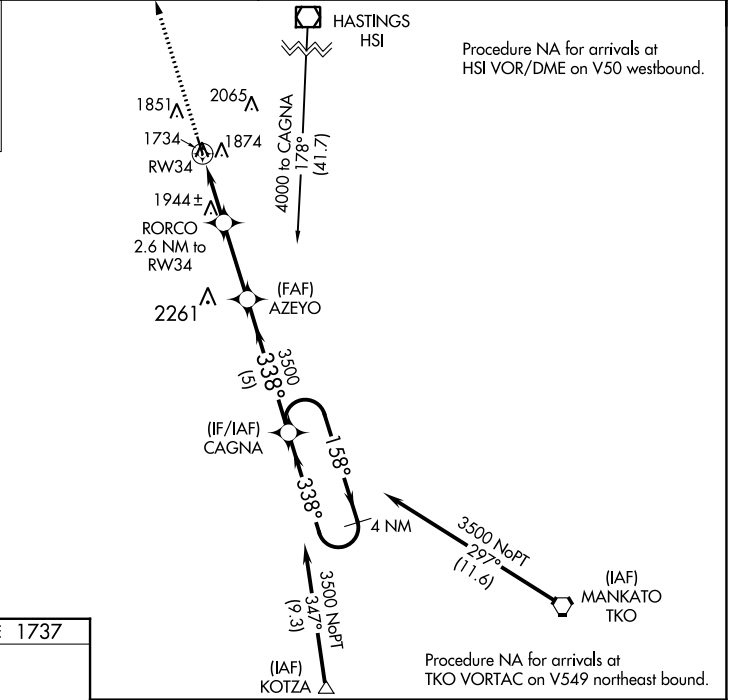 HASTINGS
HSI
Procedure NA for arrivals at
HSI VOR/DME on V50 westbound.
4000 to CAGNA
178°
(41.7)
1851
2065
1734
1874
RW34
1944±
RORCO
2.6 NM to
RW34
2261
(FAF)
AZEYO
3500
338°
(5)
(IF/IAF)
CAGNA
158°
338°
4 NM
3500 NoPT
297°
(11.6)
(IAF)
MANKATO
TKO
3500 NoPT
347°
(9.3)
(IAF)
KOTZA
1737
Procedure NA for arrivals at
TKO VORTAC on V549 northeast bound.